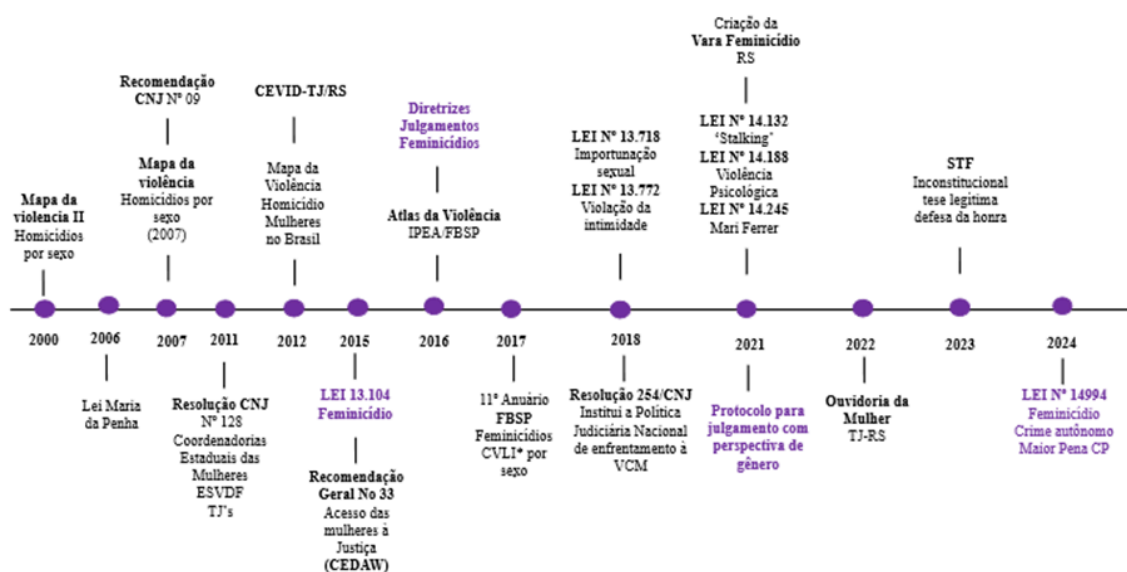 Mapa da
violencia II
Homicídios
por sexo
2000
2006
Lei Maria
da Penha
Recomendação
CNJ Nº 09
Mapa da
violência
Homicídios por
sexo
(2007)
2007
2011
Resolução CNJ
Nº 128
Coordenadorias
Estaduais das
Mulheres
ESVDF
TJ's
CEVID-TJ/RS
Mapa da
Violência
Homicídio
Mulheres
no Brasil
2012
2015
LEI 13.104
Feminicídio
Recomendação
Geral No 33
Acesso das
mulheres à
Justiça
(CEDAW)
Diretrizes
Julgamentos
Feminicídios
Atlas da Violência
IPEA/FBSP
2016
2017
11º Anuário
FBSP
Feminicídios
CVLI* por
sexo
LEI Nº 13.718
Importunação
sexual
LEI Nº 13.772
Violação da
intimidade
2018
Resolução 254/CNJ
Institui a Política
Judiciária Nacional
de enfrentamento à
VCM
Criação da
Vara Feminicídio
RS
LEI Nº 14.132
'Stalking'
LEI Nº 14.188
Violência
Psicológica
LEI Nº 14.245
Mari Ferrer
2021
Protocolo para
julgamento com
perspectiva de
gênero
2022
Ouvidoria da
Mulher
TJ-RS
STF
Inconstitucional
tese legitima
defesa da honra
2023
2024
LEI Nº 14994
Feminicídio
Crime autônomo
Maior Pena CP